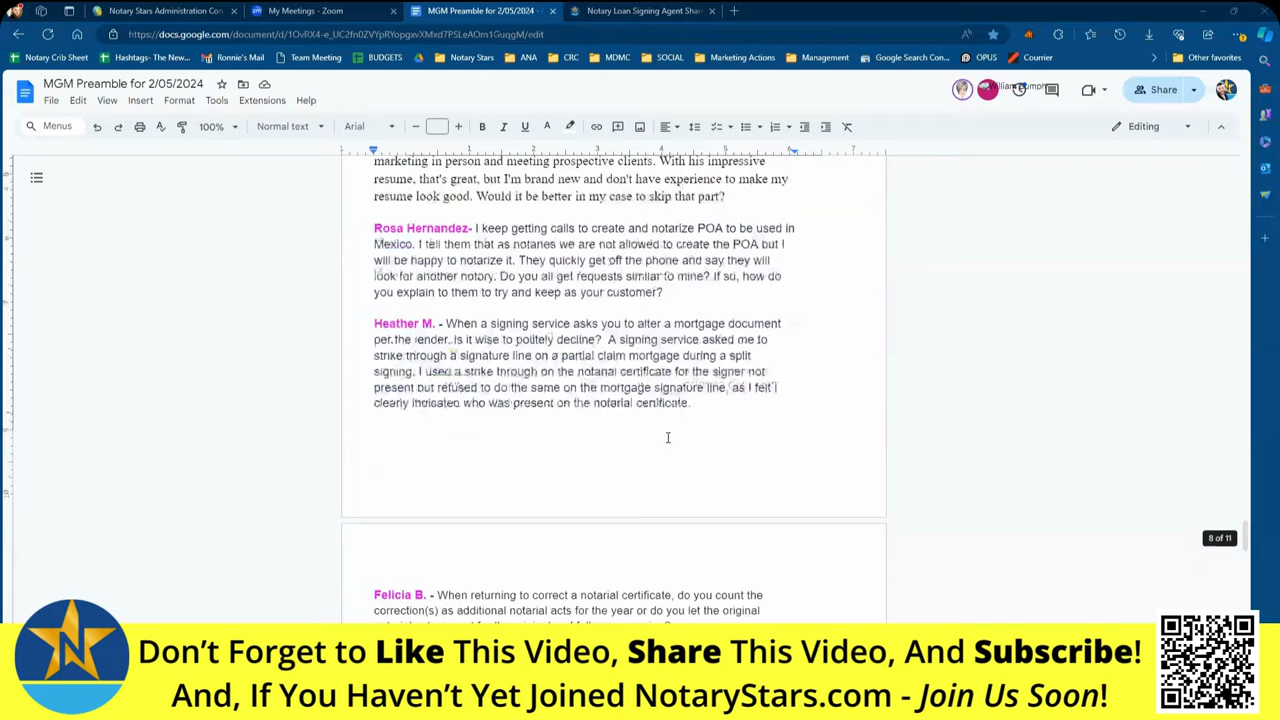 Notary Stars Administration Con
My Meetings - Zoom
MGM Preamble for 2/05/2024 -
Notary Loan Signing Agent Shar
https://docs.google.com/document/d/
Notary Crib Sheet
Hashtags- The New...
Ronnie's Mail
Team Meeting
BUDGETS
Notary Stars
ANA
CRC
MDMC
SOCIAL
Marketing Actions
Management
Google Search Con...
OPUS
Courrier
Other favorites
MGM Preamble for 2/05/2024
File Edit View Insert Format Tools Extensions Help
Share
Menus
100%
Normal text
Arial
Editing
1 1 2 3 4 5 6 7
marketing in person and meeting prospective clients. With his impressive
resume, that's great, but I'm brand new and don't have experience to make my
resume look good. Would it be better in my case to skip that part?
Rosa Hernandez- I keep getting calls to create and notarize POA to be used in
Mexico. I tell them that as notaries we are not allowed to create the POA but I
will be happy to notarize it. They quickly get off the phone and say they will
look for another notory. Do you all get requests similar to mine? If so, how do
you explain to them to try and keep as your customer?
Heather M. - When a signing service asks you to alter a mortgage document
per the lender. Is it wise to politely decline? A signing service asked me to
strike through a signature line on a partial claim mortgage during a split
signing. I used a strike through on the notarial certificate for the signer not
present but refused to do the same on the mortgage signature line, as I felt I
clearly indicated who was present on the notarial certificate.
8 of 11
Felicia B. - When returning to correct a notarial certificate, do you count the
correction(s) as additional notarial acts for the year or do you let the original
N
Don't Forget to Like This Video, Share This Video, And Subscribe!
And, If You Haven't Yet Joined NotaryStars.com - Join Us Soon!